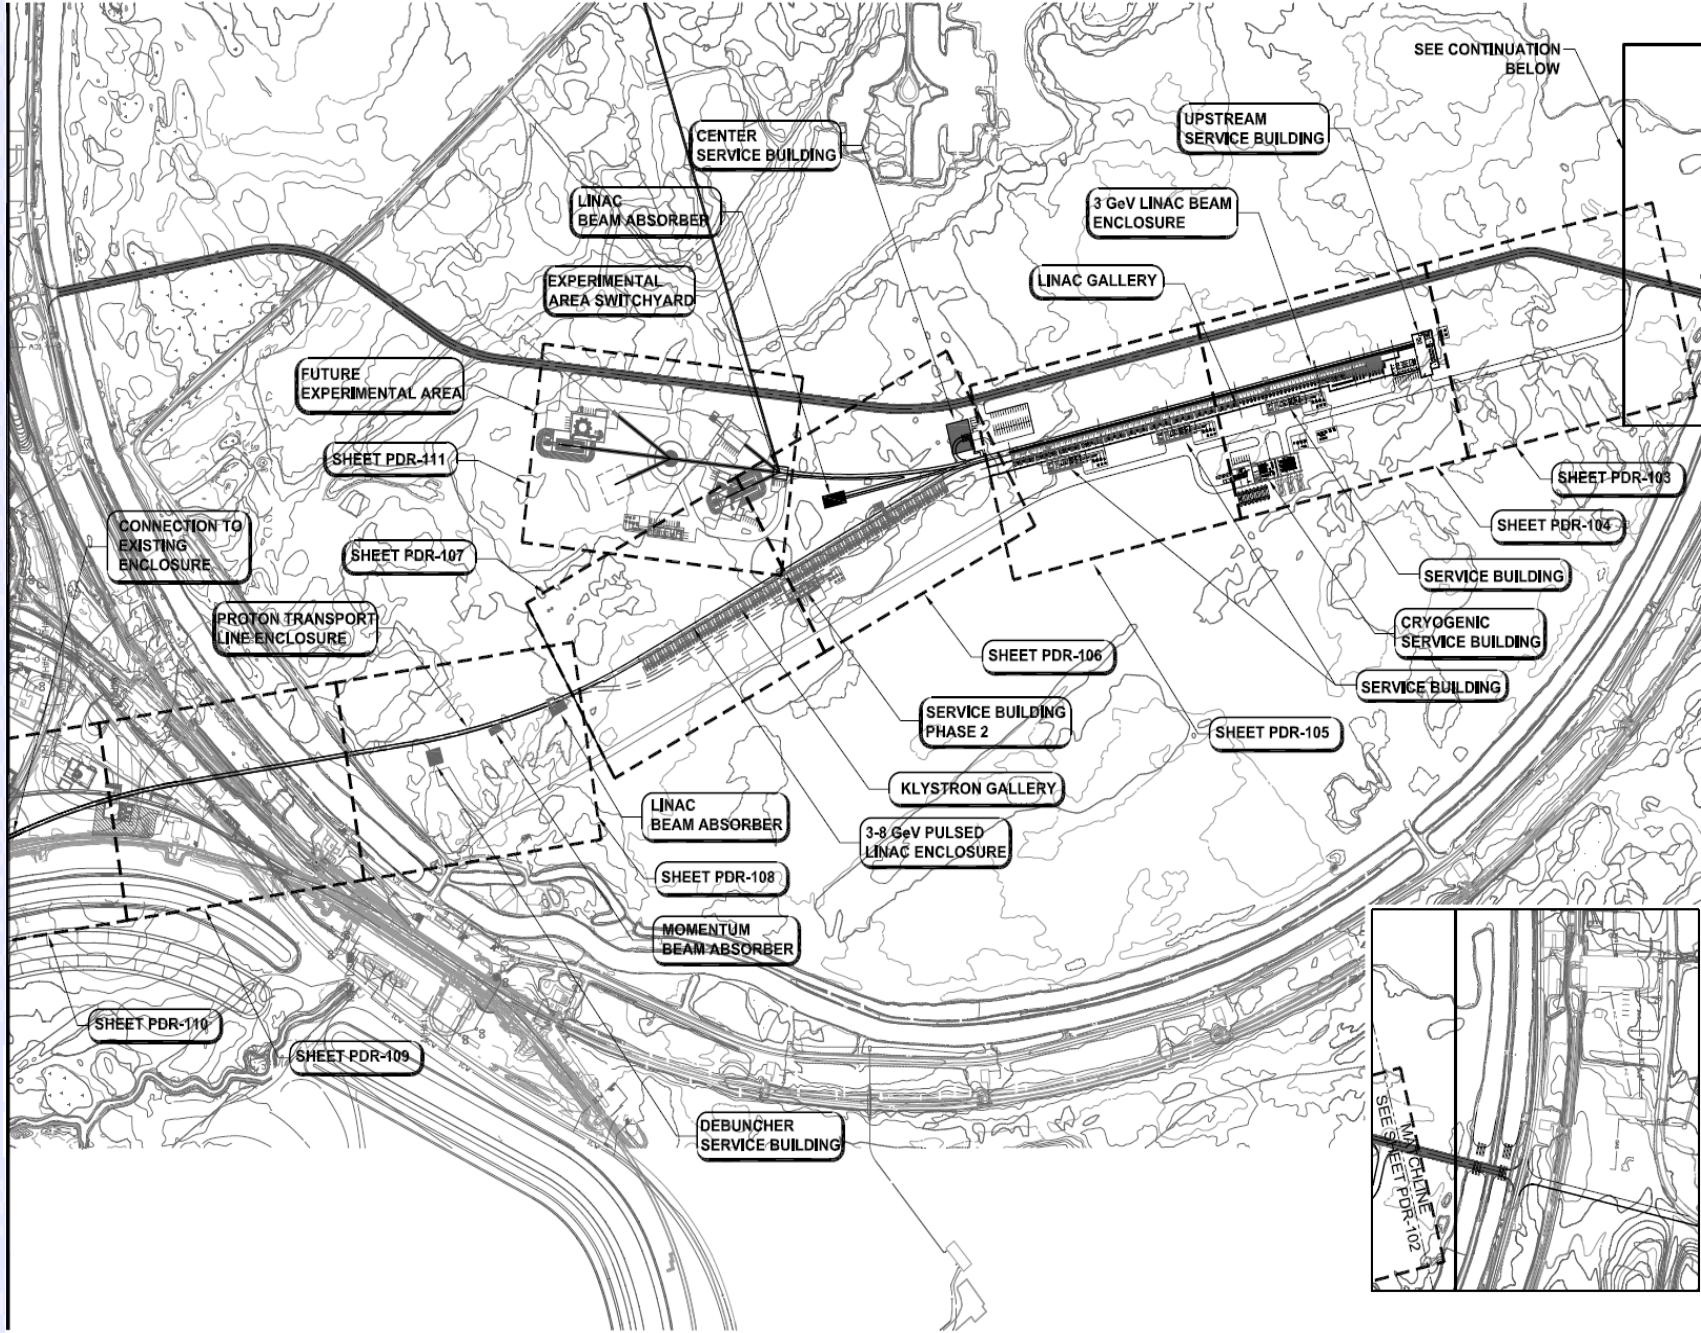 SEE CONTINUATION
BELOW
UPSTREAM
SERVICE BUILDING
CENTER
SERVICE BUILDING
LINAC
BEAM ABSORBER
3 GeV LINAC BEAM
ENCLOSURE
EXPERIMENTAL
AREA SWITCHYARD
LINAC GALLERY
FUTURE
EXPERIMENTAL AREA
SHEET PDR-111
SHEET PDR-103
CONNECTION TO
EXISTING
ENCLOSURE
SHEET PDR-104
SHEET PDR-107
SERVICE BUILDING
PROTON TRANSPORT
LINE ENCLOSURE
CRYOGENIC
SERVICE BUILDING
SHEET PDR-106
SERVICE BUILDING
SERVICE BUILDING
PHASE 2
SHEET PDR-105
KLYSTRON GALLERY
LINAC
BEAM ABSORBER
3-8 GeV PULSED
LINAC ENCLOSURE
SHEET PDR-108
MOMENTUM
BEAM ABSORBER
SHEET PDR-110
SHEET PDR-109
DEBUNCHER
SERVICE BUILDING
MATCHLINE
SEE SHEET PDR-102